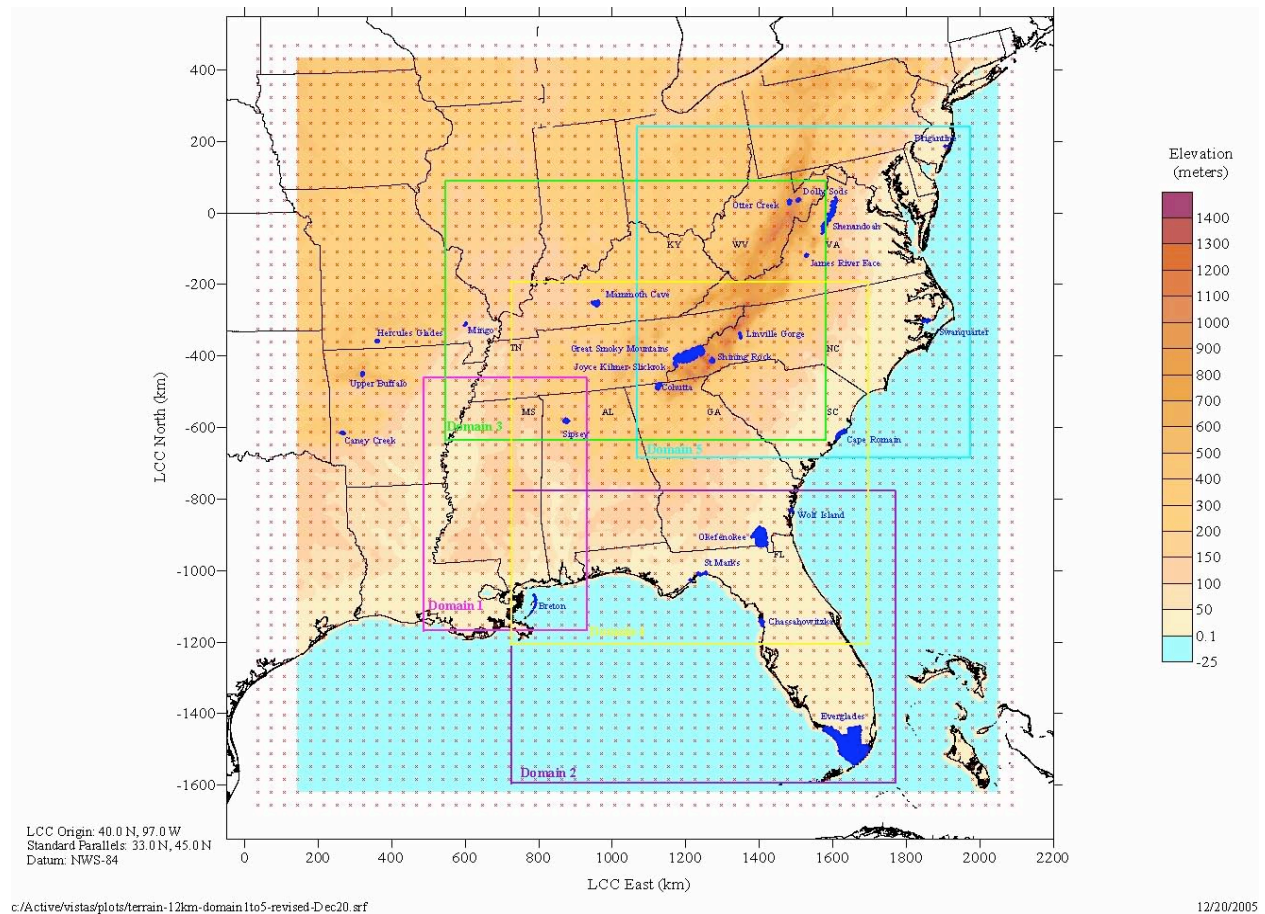 Elevation
(meters)
1400
1300
1200
1100
1000
900
800
700
600
500
400
300
200
150
100
50
0.1
-25
400
200
0
-200
-400
-600
-800
-1000
-1200
-1400
-1600
LCC North (km)
Brigantine
Dolly Sods
Otter Creek
Shenandoah
KY
WV
VA
James River Face
Mammoth Cave
Hercules Glades
Mingo
Swanquarter
Linville Gorge
TN
Great Smoky Mountains
NC
Shining Rock
Joyce Kilmer-Slickrok
Upper Buffalo
Cohutta
MS
AL
GA
SC
Domain 3
Sipsey
Caney Creek
Cape Romain
Domain 5
Wolf Island
Okefenokee
FL
St Marks
Domain 1
Breton
Chassahowitzka
Everglades
Domain 2
0
200
400
600
800
1000
1200
1400
1600
1800
2000
2200
LCC East (km)
LCC Origin: 40.0 N, 97.0 W
Standard Parallels: 33.0 N, 45.0 N
Datum: NWS-84
c:/Active/vistas/plots/terrain-12km-domain1to5-revised-Dec20.srf
12/20/2005